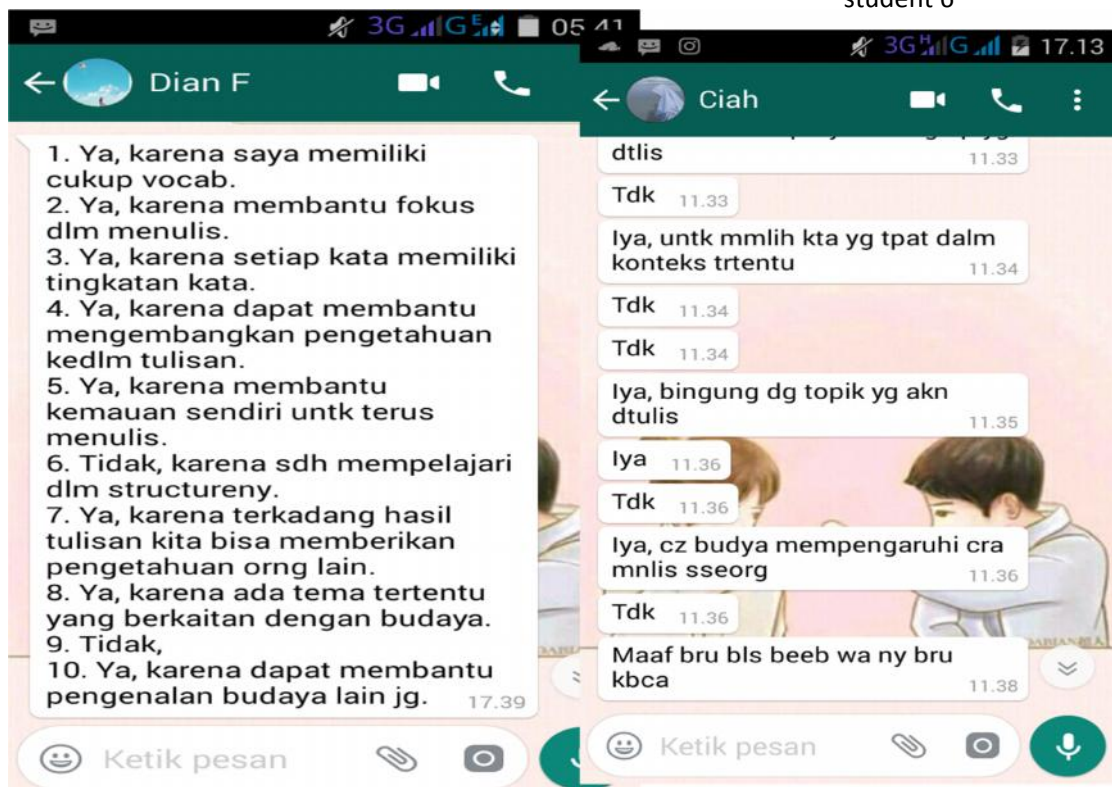 student 6
3G G E 05 41
Dian F
1. Ya, karena saya memiliki
cukup vocab.
2. Ya, karena membantu fokus
dlm menulis.
3. Ya, karena setiap kata memiliki
tingkatan kata.
4. Ya, karena dapat membantu
mengembangkan pengetahuan
kedlm tulisan.
5. Ya, karena membantu
kemauan sendiri untk terus
menulis.
6. Tidak, karena sdh mempelajari
dlm structureny.
7. Ya, karena terkadang hasil
tulisan kita bisa memberikan
pengetahuan orng lain.
8. Ya, karena ada tema tertentu
yang berkaitan dengan budaya.
9. Tidak,
10. Ya, karena dapat membantu
pengenalan budaya lain jg. 17.39
Ketik pesan
3G H G 17.13
Ciah
dtlis 11.33
Tdk 11.33
Iya, untk mmlih kta yg tpat dalm
konteks trtentu 11.34
Tdk 11.34
Tdk 11.34
Iya, bingung dg topik yg akn
dtulis 11.35
Iya 11.36
Tdk 11.36
Iya, cz budya mempengaruhi cra
mnlis sseorg 11.36
Tdk 11.36
Maaf bru bls beeb wa ny bru
kbca 11.38
Ketik pesan